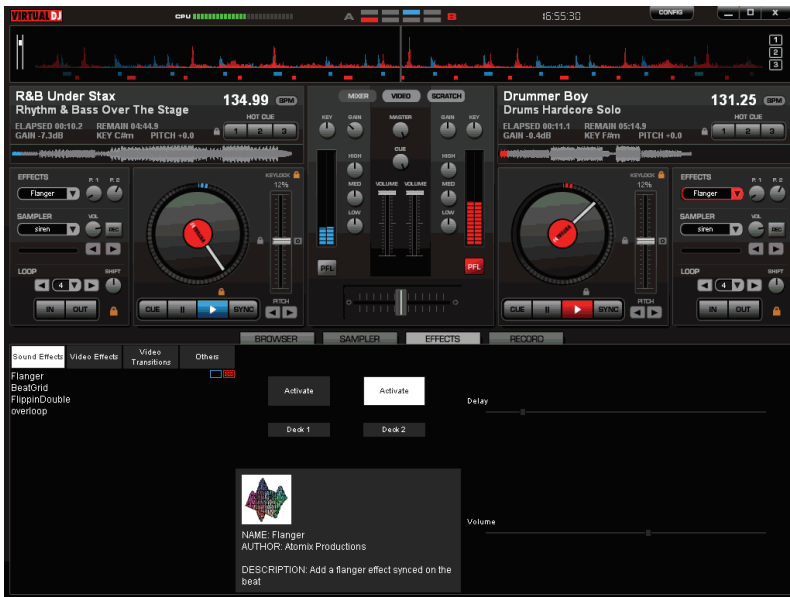 VIRTUAL DJ
CPU
A
B
16:55:30
CONFIG
1
2
3
R&B Under Stax
Rhythm & Bass Over The Stage
134.99 BPM
ELAPSED 00:10.2 REMAIN 04:44.9
GAIN -7.3dB KEY C#m PITCH +0.0
HOT CUE
1 2 3
MIXER VIDEO SCRATCH
KEY GAIN MASTER GAIN KEY
CUE
HIGH HIGH
MED VOLUME VOLUME MED
LOW LOW
PFL PFL
Drummer Boy
Drums Hardcore Solo
131.25 BPM
ELAPSED 00:11.1 REMAIN 05:14.9
GAIN -0.4dB KEY F#m PITCH +0.0
HOT CUE
1 2 3
EFFECTS P. 1 P. 2
Flanger
SAMPLER VOL
siren REC
LOOP SHIFT
4
IN OUT
KEYLOCK
12%
CUE II SYNC
PITCH
KEYLOCK
12%
CUE II SYNC
PITCH
EFFECTS P. 1 P. 2
Flanger
SAMPLER VOL
siren REC
LOOP SHIFT
4
IN OUT
BROWSER SAMPLER EFFECTS RECORD
Sound Effects Video Effects Video Transitions Others
Flanger
BeatGrid
FlippinDouble
overloop
Activate Activate
Deck 1 Deck 2
Delay
Volume
NAME: Flanger
AUTHOR: Atomix Productions
DESCRIPTION: Add a flanger effect synced on the
beat